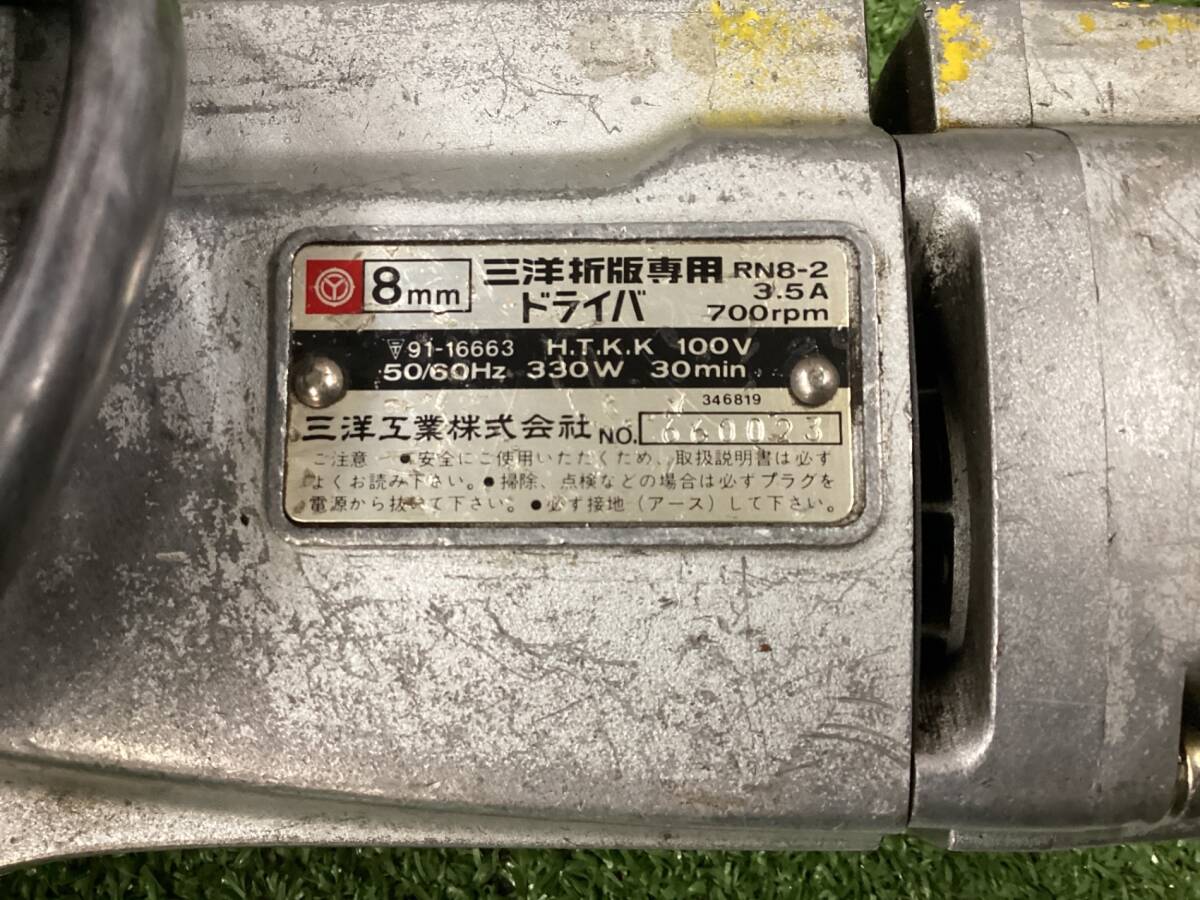 8mm 三洋折版専用 RN8-2
ドライバ 3.5A
700rpm
91-16663 H.T.K.K 100V
50/60Hz 330W 30min
346819
三洋工業株式会社 NO. 660023
ご注意 ●安全にご使用いただくため、取扱説明書は必ず
よくお読み下さい。●掃除、点検などの場合は必ずプラグを
電源から抜いて下さい。●必ず接地（アース）して下さい。